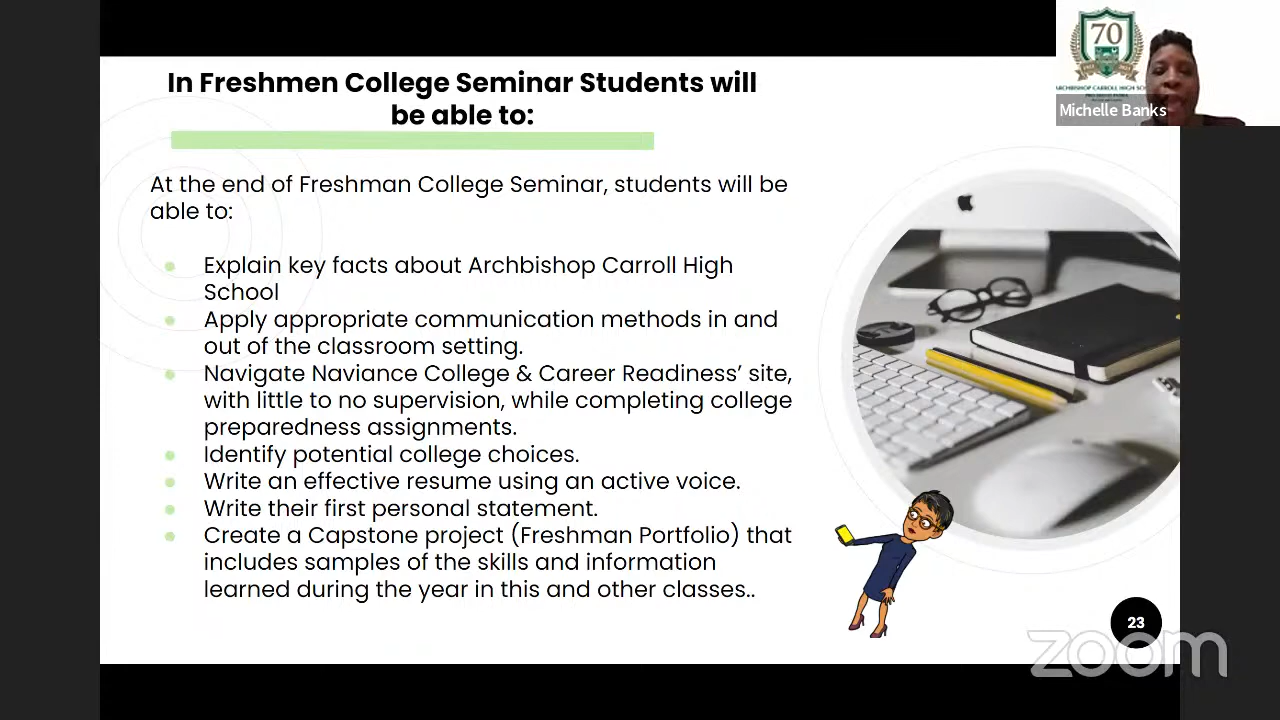 In Freshmen College Seminar Students will
be able to:
At the end of Freshman College Seminar, students will be
able to:
Explain key facts about Archbishop Carroll High
School
Apply appropriate communication methods in and
out of the classroom setting.
Navigate Naviance College & Career Readiness’ site,
with little to no supervision, while completing college
preparedness assignments.
Identify potential college choices.
Write an effective resume using an active voice.
Write their first personal statement.
Create a Capstone project (Freshman Portfolio) that
includes samples of the skills and information
learned during the year in this and other classes..
23
zoom
70
ARCHBISHOP CARROLL HIGH
Michelle Banks